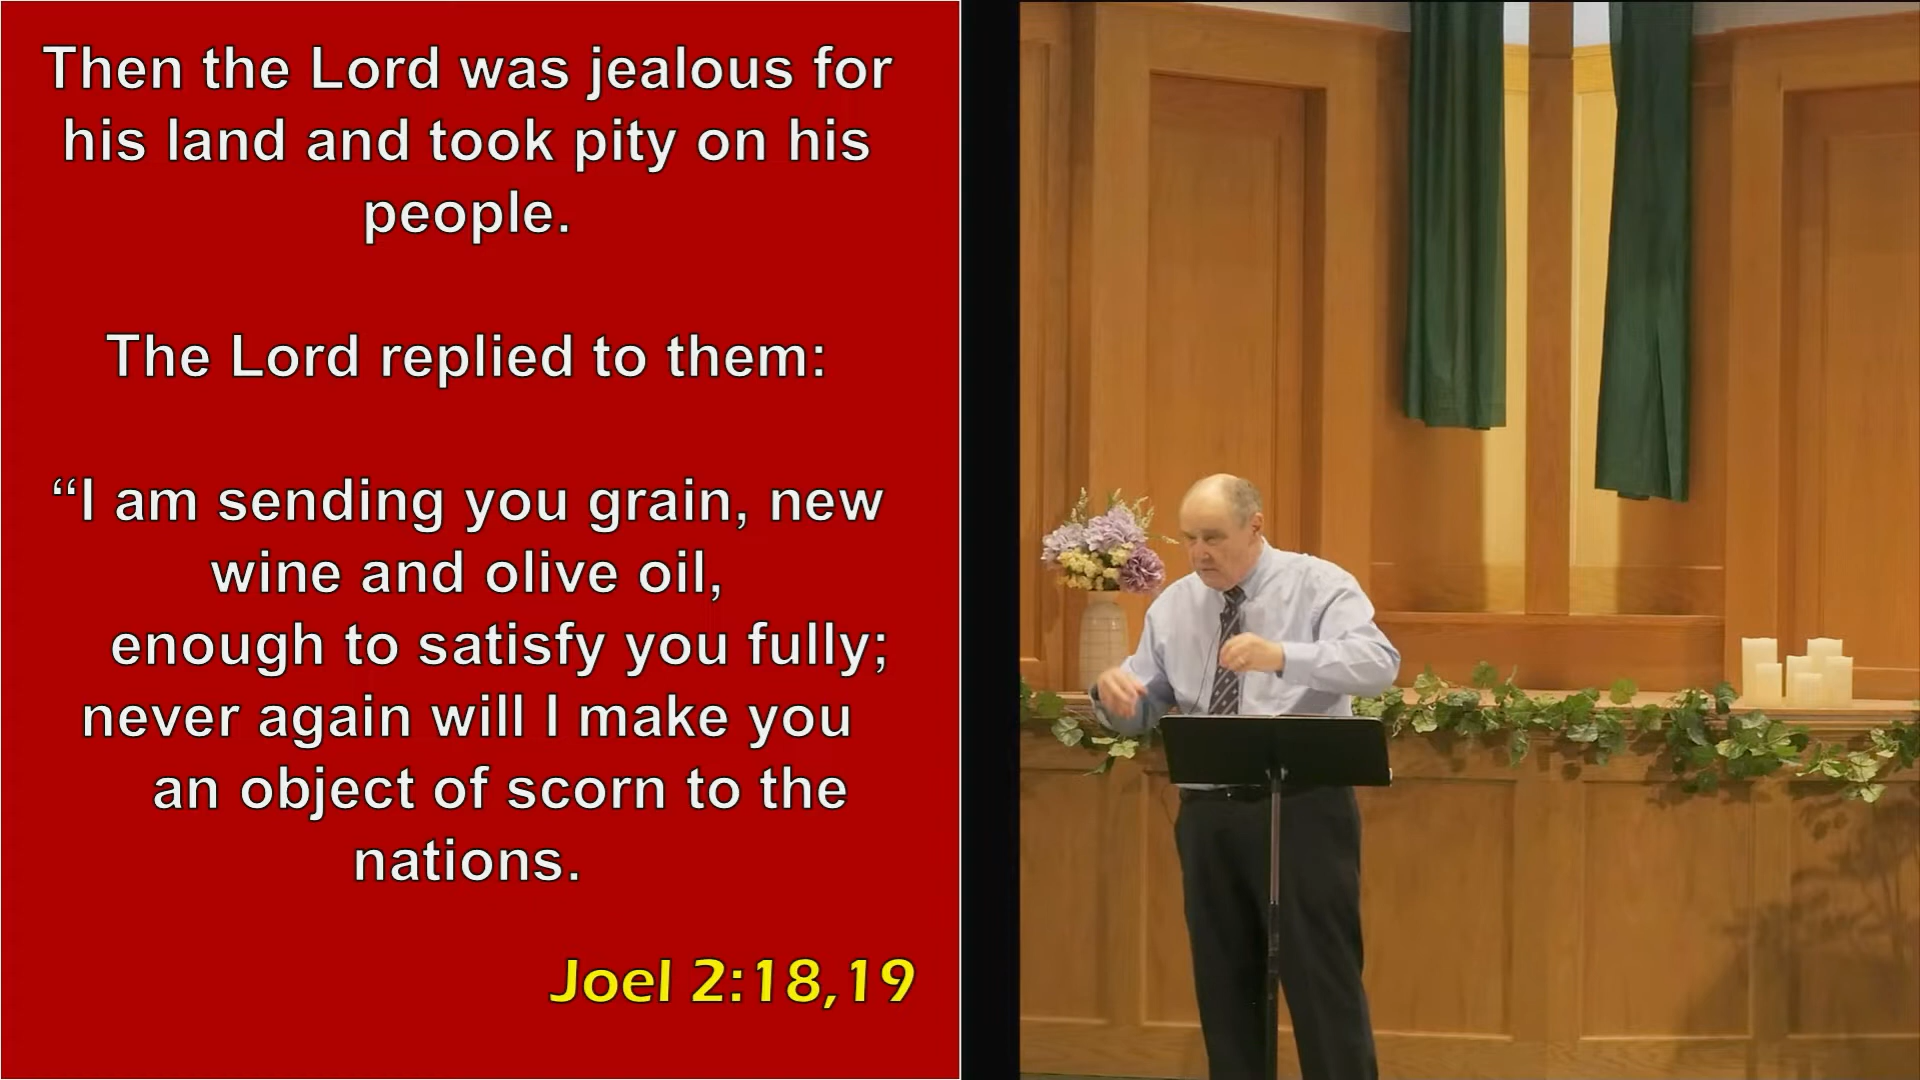 Then the Lord was jealous for
his land and took pity on his
people.
The Lord replied to them:
“I am sending you grain, new
wine and olive oil,
enough to satisfy you fully;
never again will I make you
an object of scorn to the
nations.
Joel 2:18,19